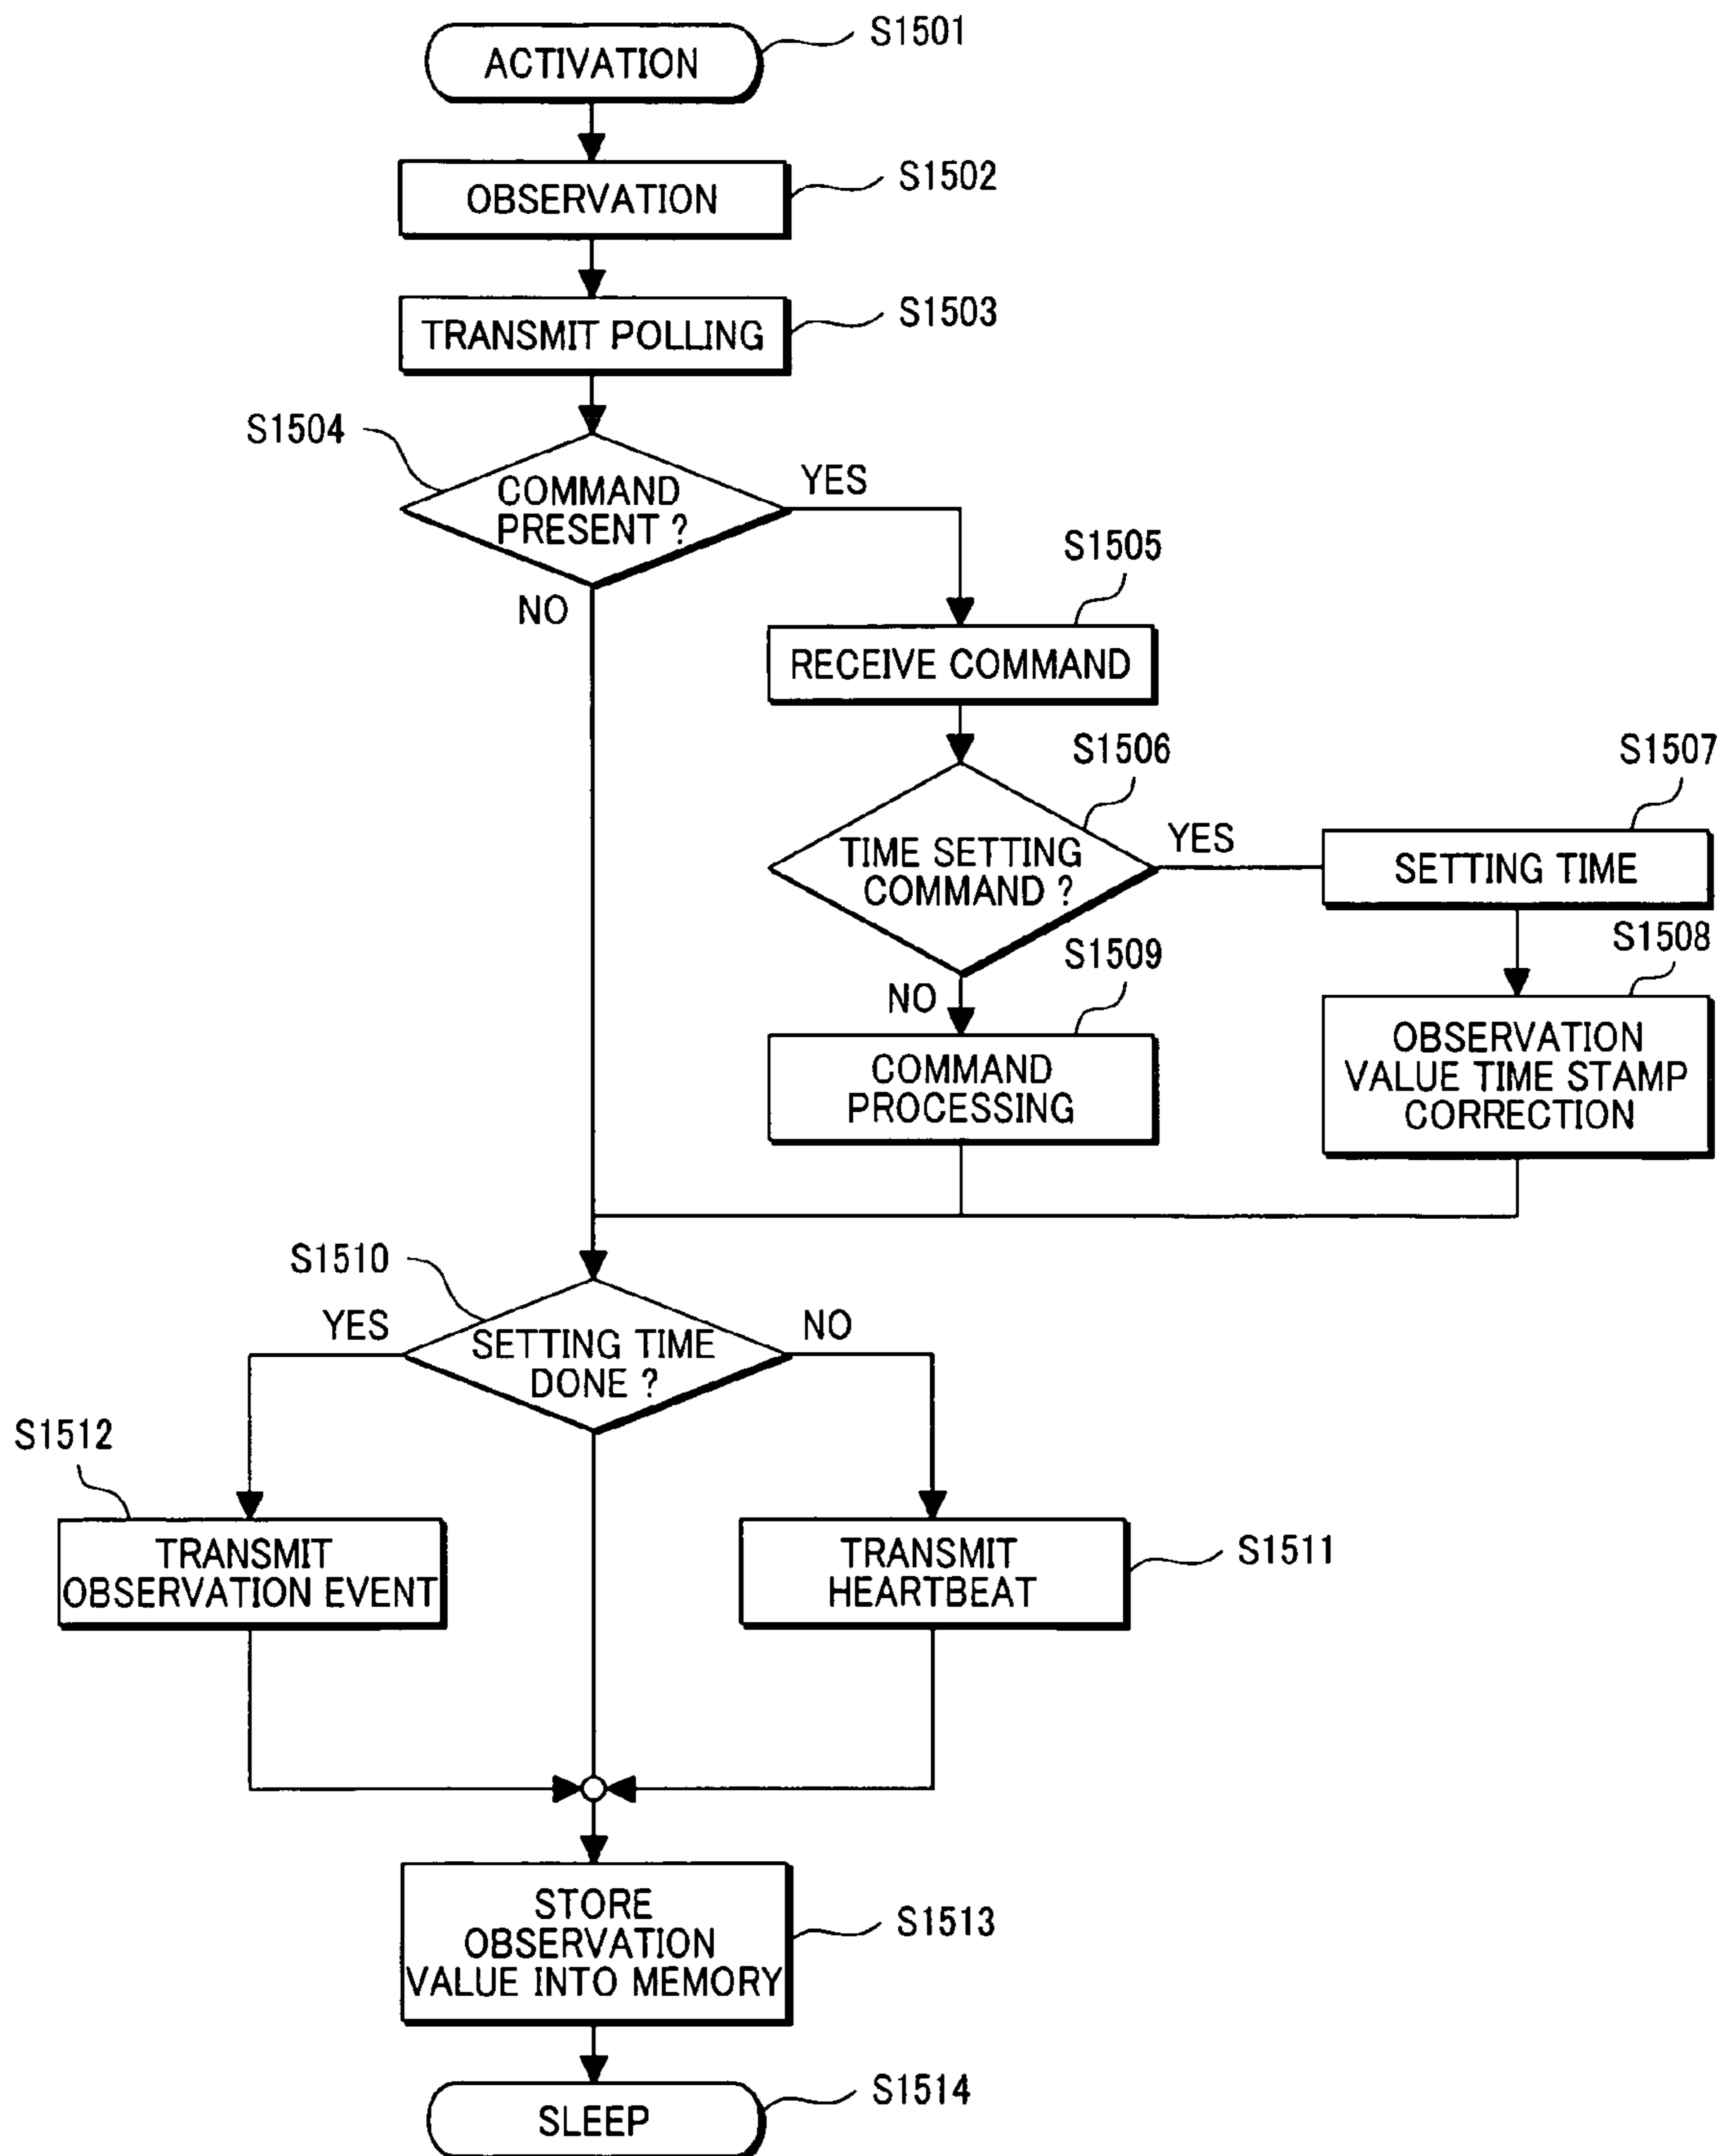 S1501
ACTIVATION
S1502
OBSERVATION
S1503
TRANSMIT POLLING
S1504
COMMAND
PRESENT ?
YES
NO
S1505
RECEIVE COMMAND
S1506
TIME SETTING
COMMAND ?
YES
NO
S1507
SETTING TIME
S1508
OBSERVATION
VALUE TIME STAMP
CORRECTION
S1509
COMMAND
PROCESSING
S1510
SETTING TIME
DONE ?
YES
NO
S1512
TRANSMIT
OBSERVATION EVENT
TRANSMIT
HEARTBEAT
S1511
STORE
OBSERVATION
VALUE INTO MEMORY
S1513
SLEEP
S1514